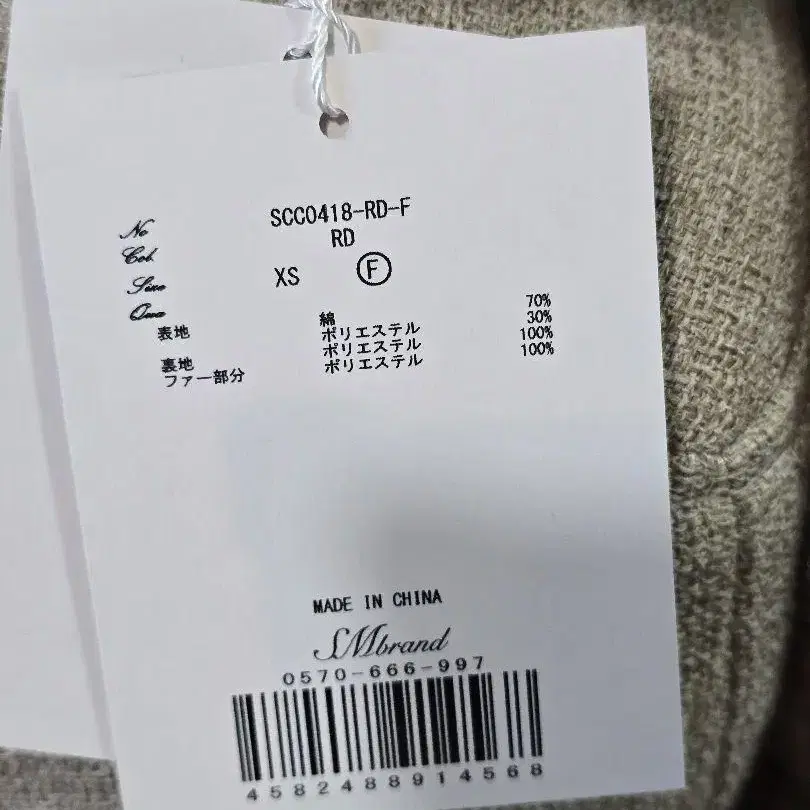 No SCC0418-RD-F
Col. RD
Size XS Ⓕ
Qua
表地 綿 70%
ポリエステル 30%
裏地 ポリエステル 100%
ファー部分 ポリエステル 100%
MADE IN CHINA
SMbrand
0570-666-997
4582488914568